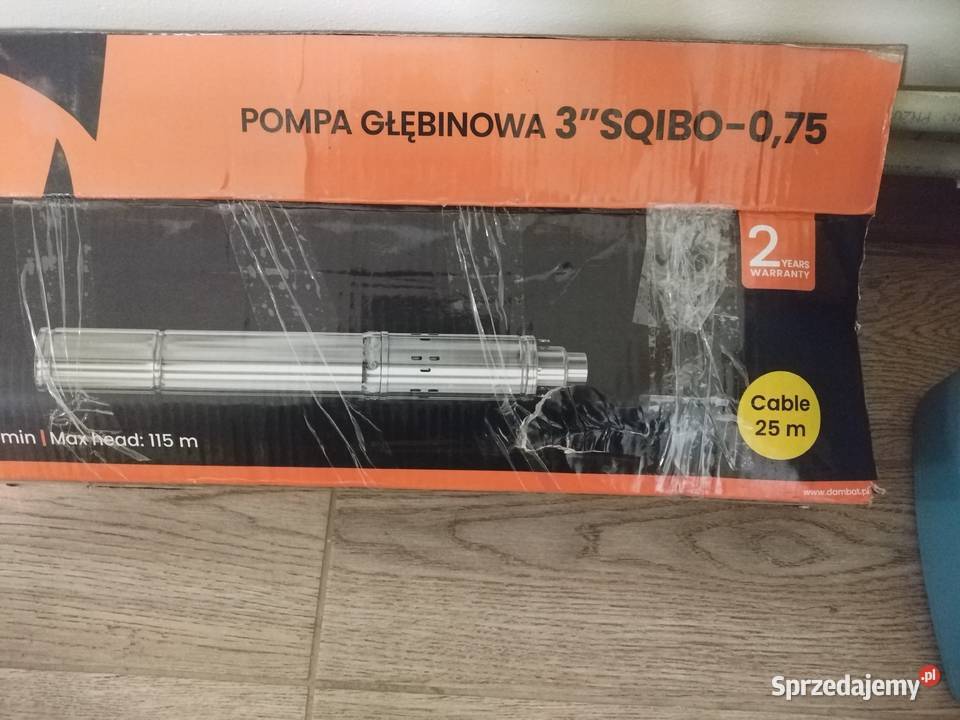 POMPA GŁĘBINOWA 3”SQIBO-0,75
2 YEARS
WARRANTY
Cable
25 m
min | Max head: 115 m
www.dambat.pl
Sprzedajemy.pl